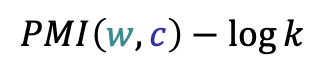 PMI(w, c) − log k